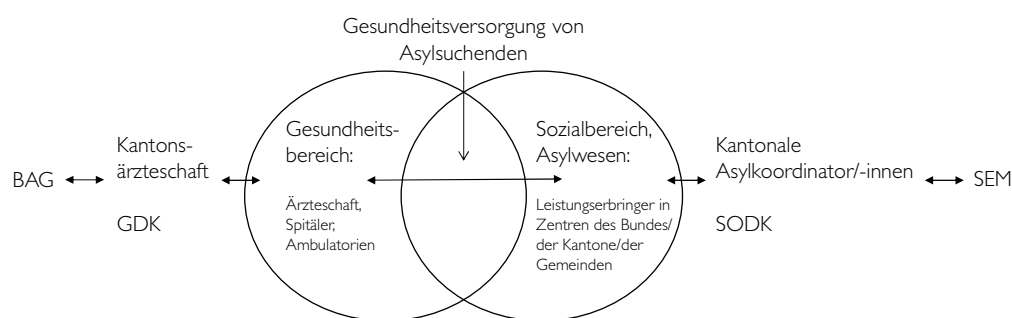 Gesundheitsversorgung von
Asylsuchenden
Gesundheits-
bereich:
Ärzteschaft,
Spitäler,
Ambulatorien
Sozialbereich,
Asylwesen:
Leistungserbringer in
Zentren des Bundes/
der Kantone/der
Gemeinden
BAG
Kantons-
ärzteschaft
GDK
Kantonale
Asylkoordinator/-innen
SODK
SEM